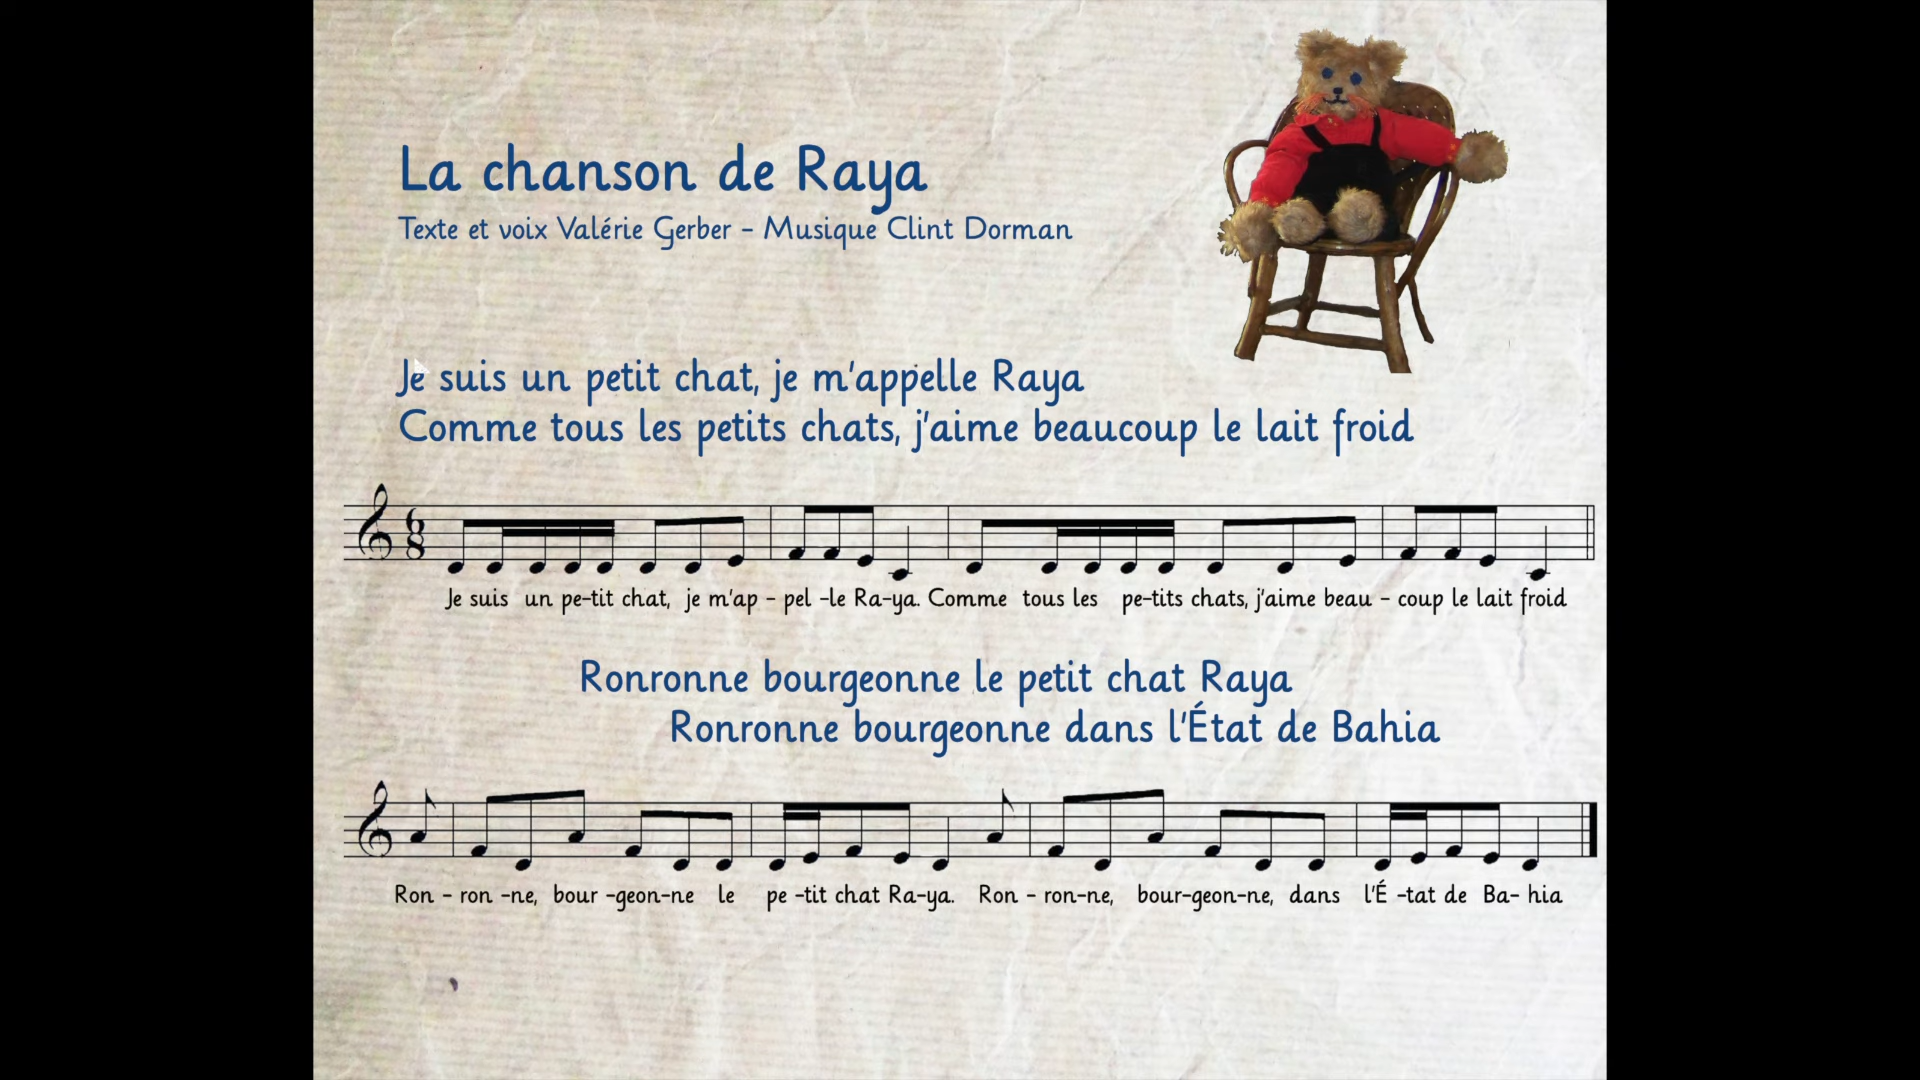 La chanson de Raya
Texte et voix Valérie Gerber - Musique Clint Dorman
Je suis un petit chat, je m'appelle Raya
Comme tous les petits chats, j'aime beaucoup le lait froid
6
8
Je suis un pe-tit chat, je m'ap - pel -le Ra-ya. Comme tous les pe-tits chats, j'aime beau - coup le lait froid
Ronronne bourgeonne le petit chat Raya
Ronronne bourgeonne dans l'État de Bahia
Ron - ron -ne, bour -geon-ne le pe -tit chat Ra-ya. Ron - ron-ne, bour-geon-ne, dans l'É -tat de Ba- hia